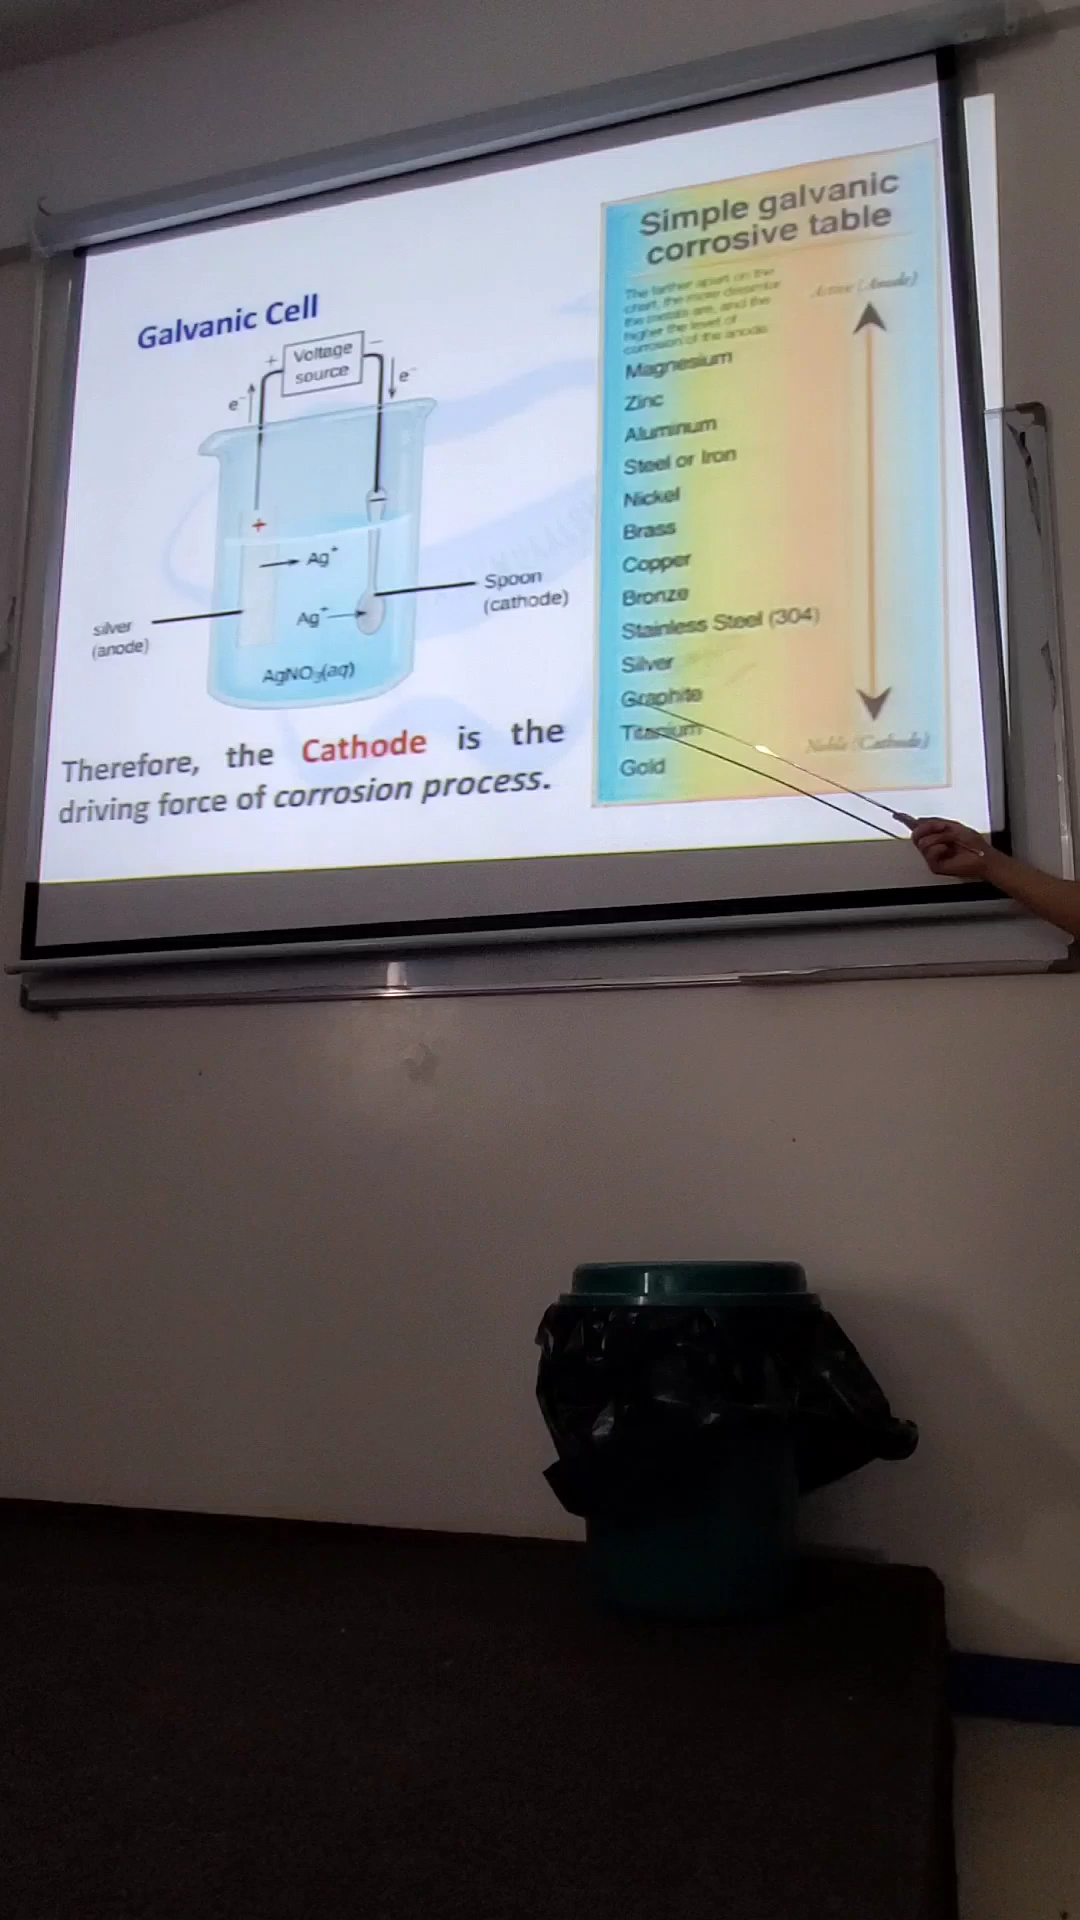 Galvanic Cell
+
Voltage
source
−
e⁻
e⁻
+
−
Ag⁺
Ag⁺
silver
(anode)
Spoon
(cathode)
AgNO₃(aq)
Therefore, the Cathode is the
driving force of corrosion process.
Simple galvanic
corrosive table
The farther apart on the
chart, the more dissimilar
the metals are, and the
higher the level of
corrosion of the anode
Active (Anode)
Magnesium
Zinc
Aluminum
Steel or Iron
Nickel
Brass
Copper
Bronze
Stainless Steel (304)
Silver
Graphite
Titanium
Gold
Noble (Cathode)